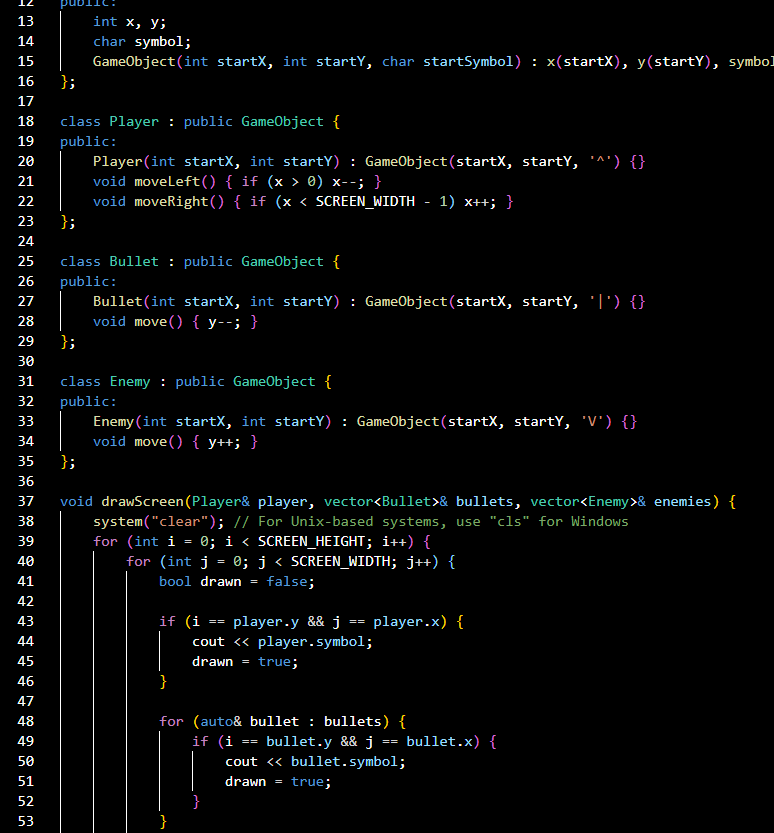 12 public:
13     int x, y;
14     char symbol;
15     GameObject(int startX, int startY, char startSymbol) : x(startX), y(startY), symbol
16 };
17
18 class Player : public GameObject {
19 public:
20     Player(int startX, int startY) : GameObject(startX, startY, '^') {}
21     void moveLeft() { if (x > 0) x--; }
22     void moveRight() { if (x < SCREEN_WIDTH - 1) x++; }
23 };
24
25 class Bullet : public GameObject {
26 public:
27     Bullet(int startX, int startY) : GameObject(startX, startY, '|') {}
28     void move() { y--; }
29 };
30
31 class Enemy : public GameObject {
32 public:
33     Enemy(int startX, int startY) : GameObject(startX, startY, 'V') {}
34     void move() { y++; }
35 };
36
37 void drawScreen(Player& player, vector<Bullet>& bullets, vector<Enemy>& enemies) {
38     system("clear"); // For Unix-based systems, use "cls" for Windows
39     for (int i = 0; i < SCREEN_HEIGHT; i++) {
40         for (int j = 0; j < SCREEN_WIDTH; j++) {
41             bool drawn = false;
42
43             if (i == player.y && j == player.x) {
44                 cout << player.symbol;
45                 drawn = true;
46             }
47
48             for (auto& bullet : bullets) {
49                 if (i == bullet.y && j == bullet.x) {
50                     cout << bullet.symbol;
51                     drawn = true;
52                 }
53             }